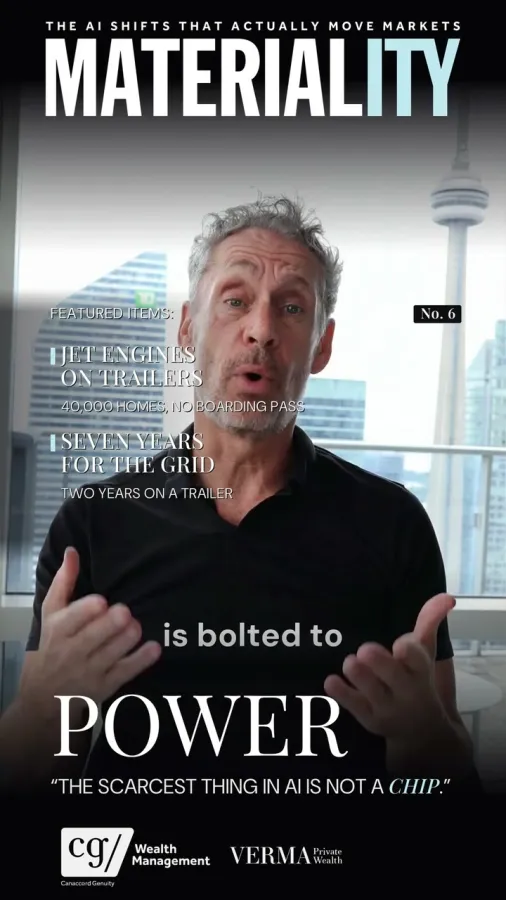 THE AI SHIFTS THAT ACTUALLY MOVE MARKETS
MATERIALITY
FEATURED ITEMS:
No. 6
JET ENGINES
ON TRAILERS
40,000 HOMES, NO BOARDING PASS
SEVEN YEARS
FOR THE GRID
TWO YEARS ON A TRAILER
is bolted to
POWER
“THE SCARCEST THING IN AI IS NOT A CHIP.”
cg/ Wealth
Management
Canaccord Genuity
VERMA Private
Wealth